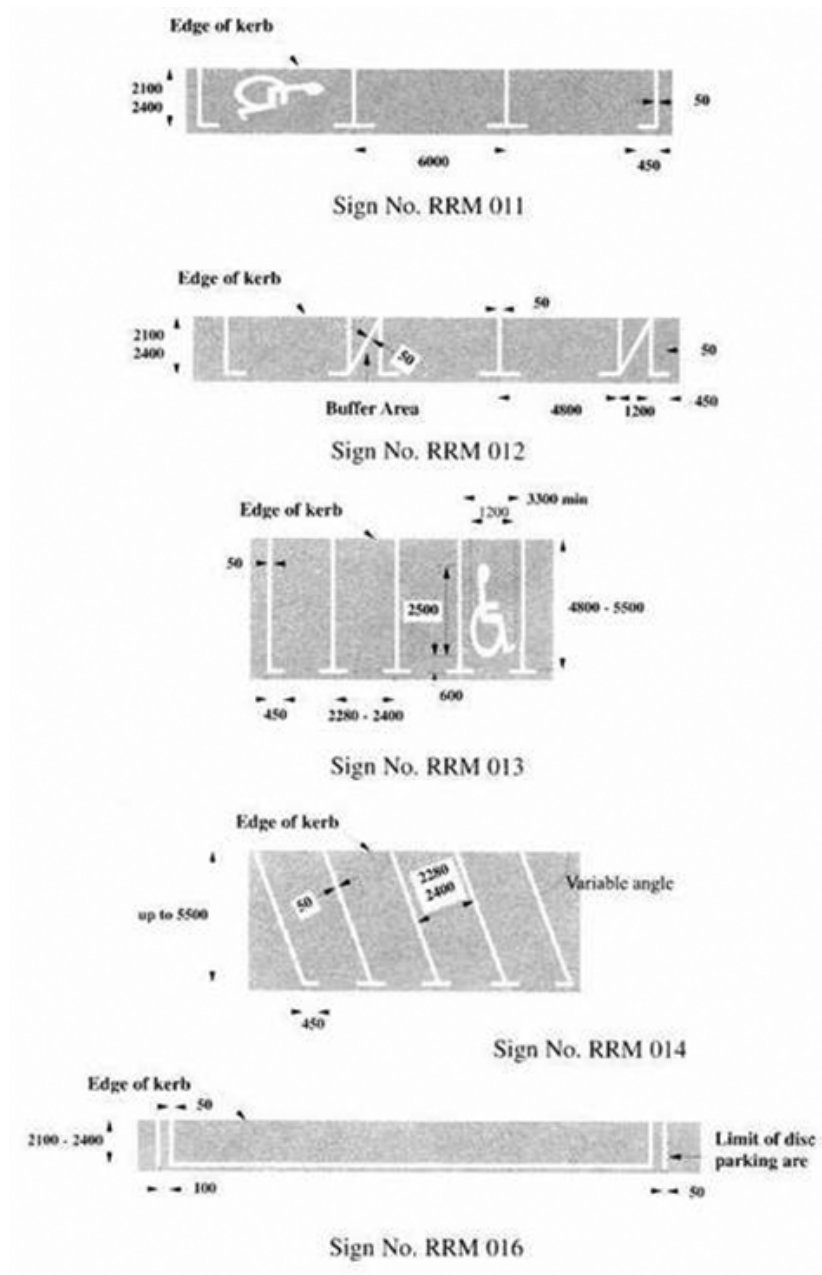 Edge of kerb
2100
2400
50
6000
450
Sign No. RRM 011
Edge of kerb
50
2100
2400
50
50
Buffer Area
4800
1200
450
Sign No. RRM 012
3300 min
Edge of kerb
1200
50
2500
4800 - 5500
600
450
2280 - 2400
Sign No. RRM 013
Edge of kerb
2280
2400
Variable angle
50
up to 5500
450
Sign No. RRM 014
Edge of kerb
50
2100 - 2400
Limit of disc
parking are
100
50
Sign No. RRM 016